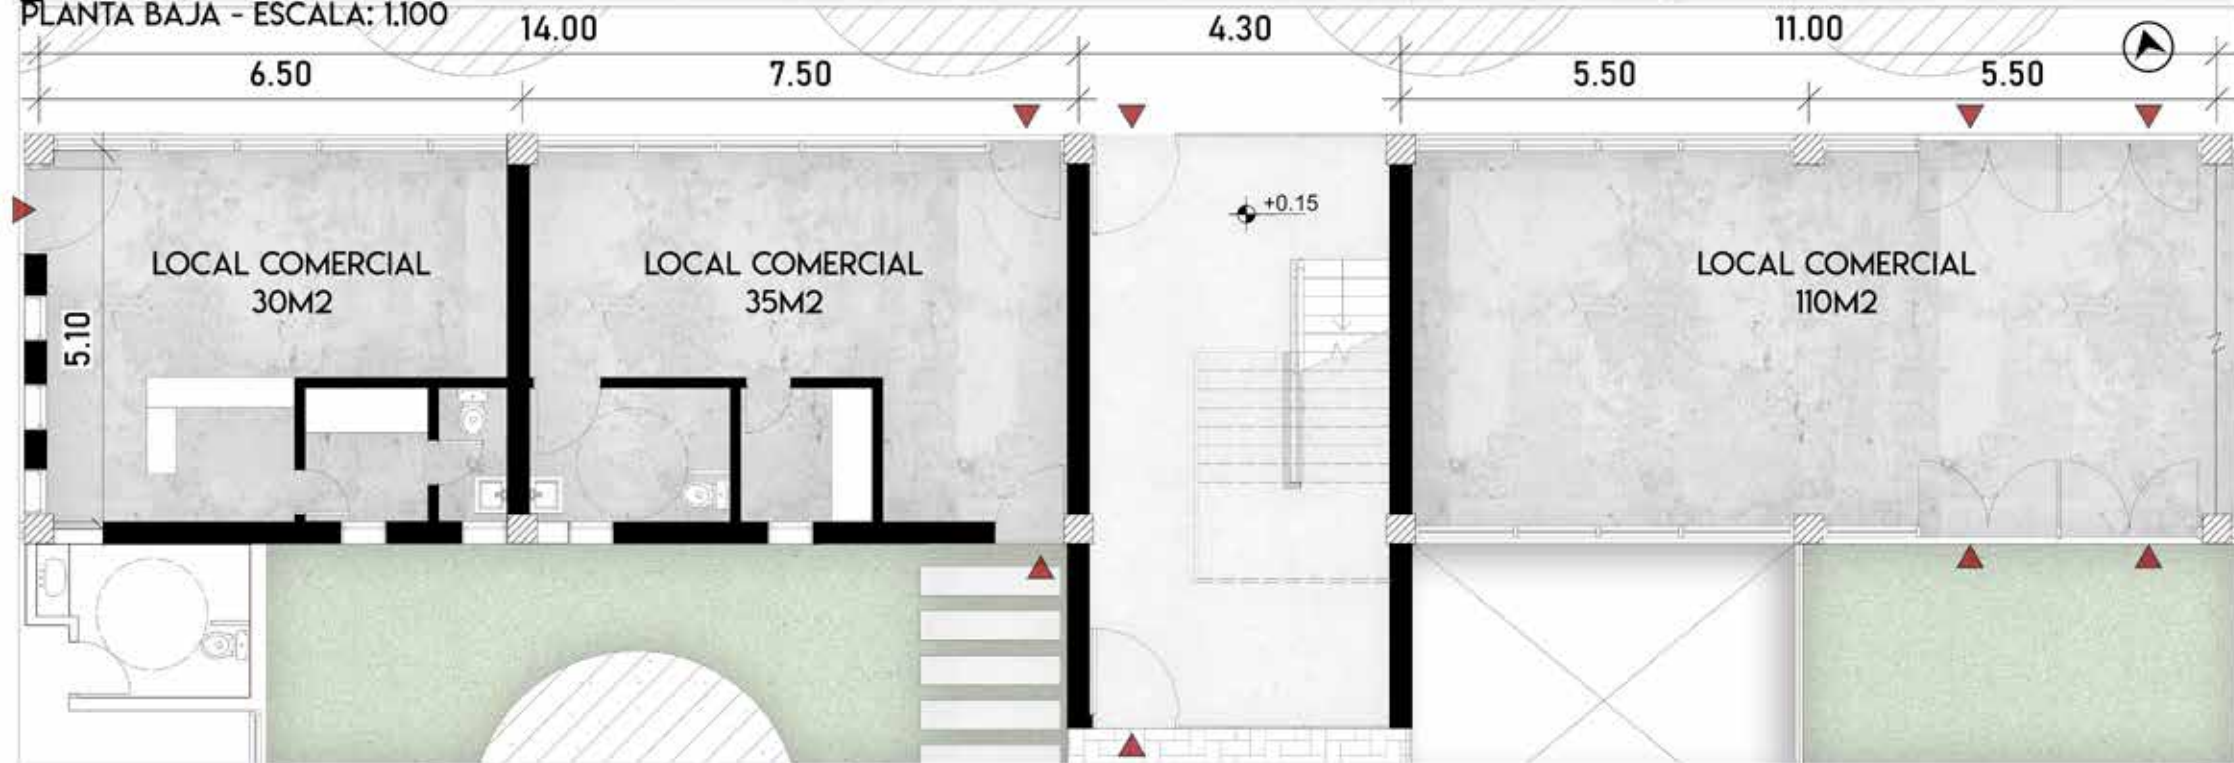 PLANTA BAJA - ESCALA: 1.100
14.00
4.30
11.00
6.50
7.50
5.50
5.50
+0.15
LOCAL COMERCIAL
30M2
LOCAL COMERCIAL
35M2
LOCAL COMERCIAL
110M2
5.10